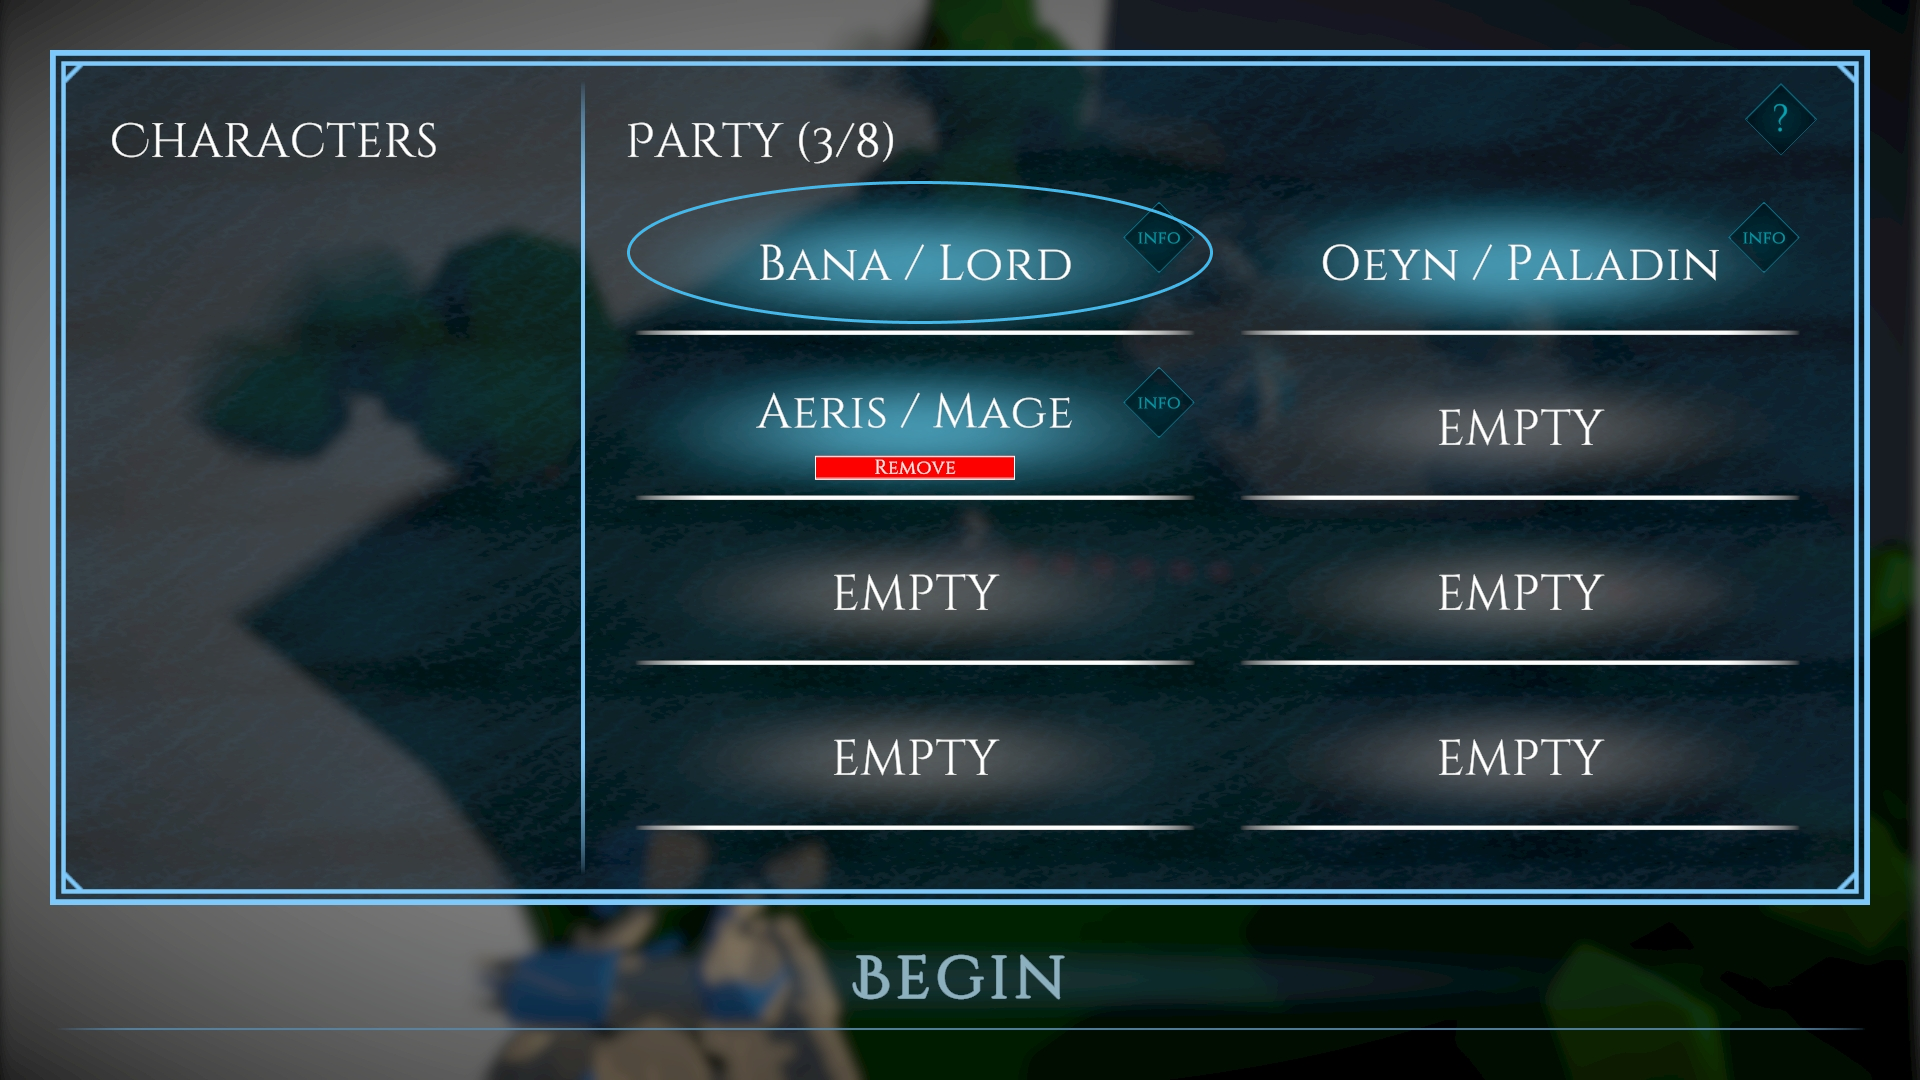 Characters
Party (3/8)
?
Bana / Lord
INFO
Oeyn / Paladin
INFO
Aeris / Mage
INFO
Remove
EMPTY
EMPTY
EMPTY
EMPTY
EMPTY
Begin